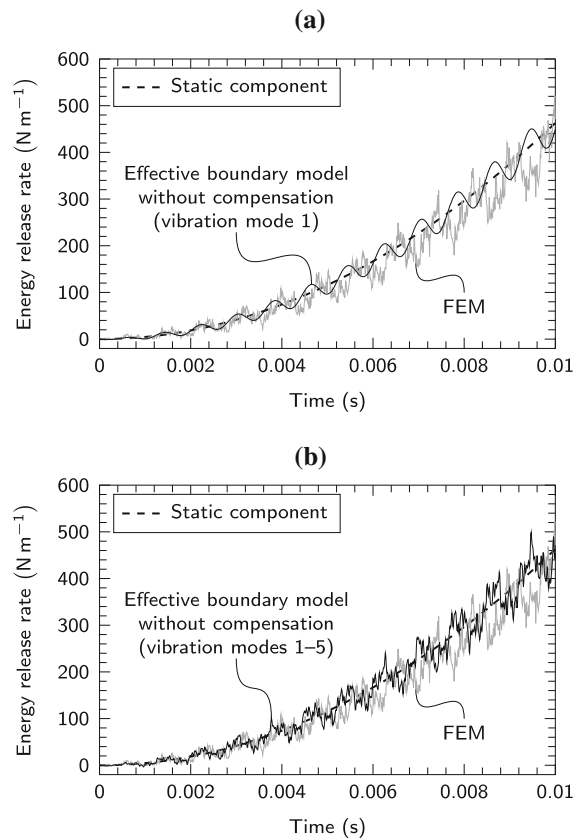 (a)
600
500
400
300
200
100
0
Energy release rate (N m⁻¹)
Static component
Effective boundary model
without compensation
(vibration mode 1)
FEM
0 0.002 0.004 0.006 0.008 0.01
Time (s)
(b)
600
500
400
300
200
100
0
Energy release rate (N m⁻¹)
Static component
Effective boundary model
without compensation
(vibration modes 1–5)
FEM
0 0.002 0.004 0.006 0.008 0.01
Time (s)